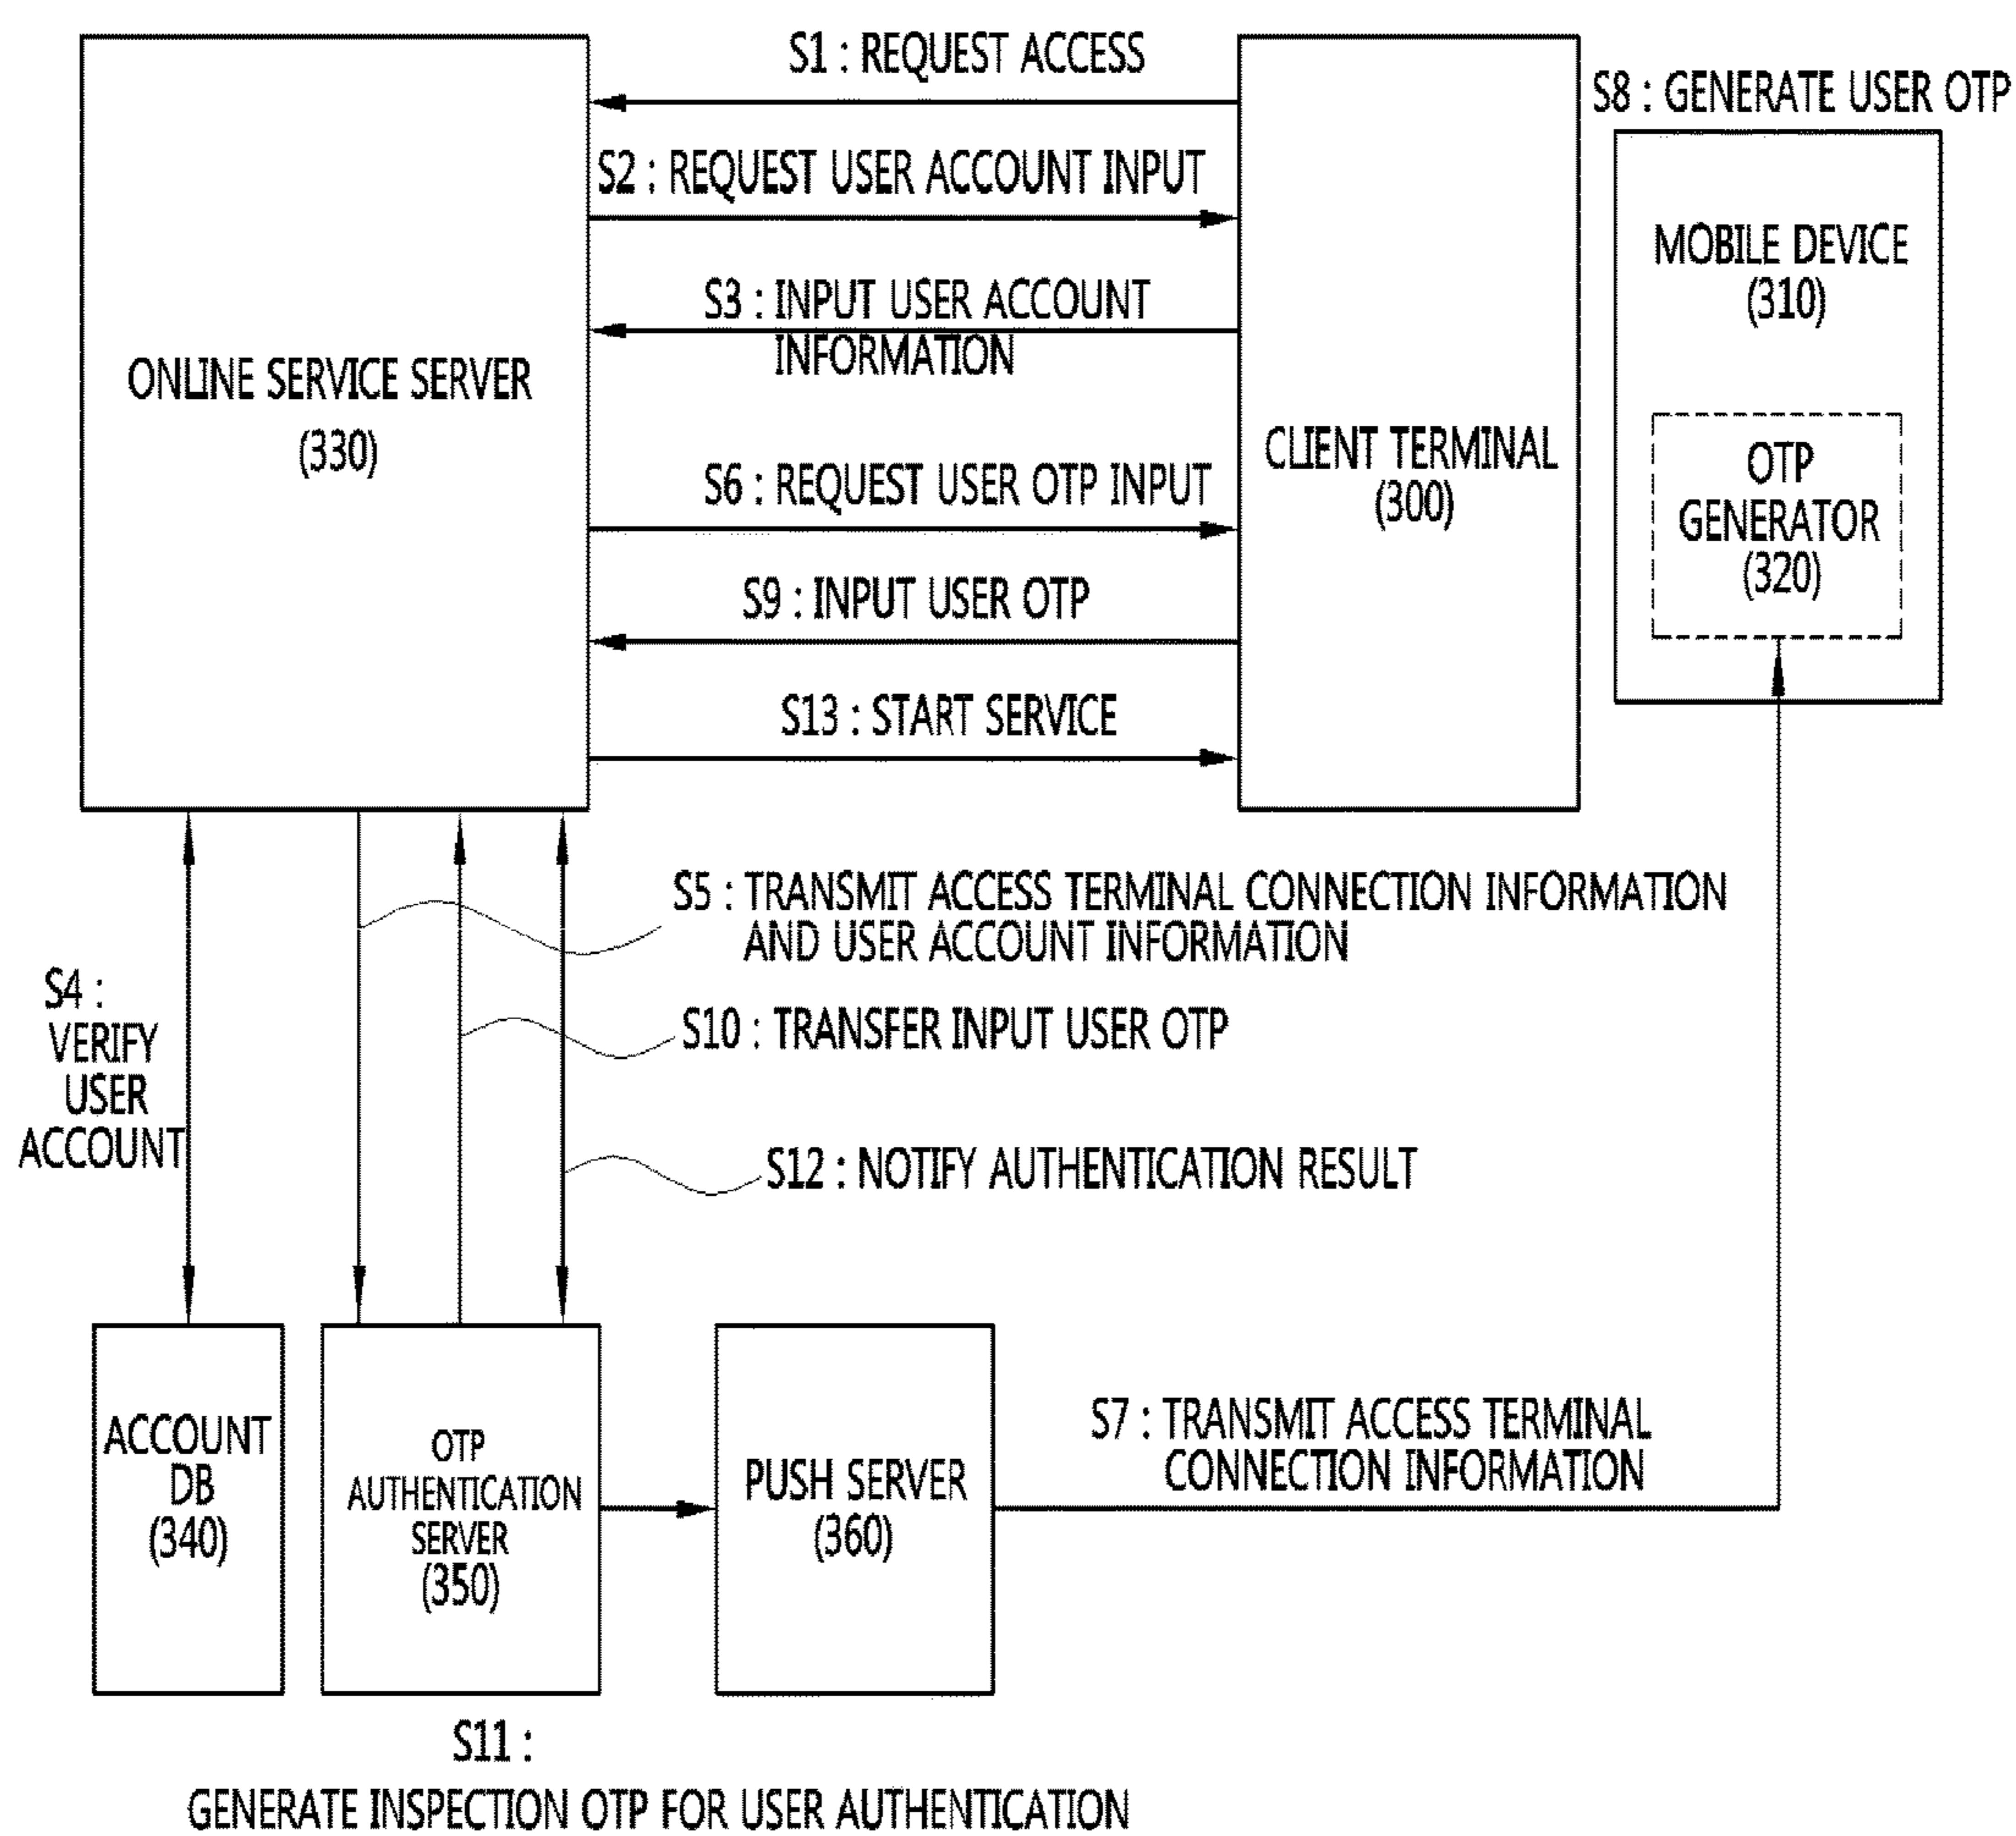 S1 : REQUEST ACCESS
S8 : GENERATE USER OTP
S2 : REQUEST USER ACCOUNT INPUT
MOBILE DEVICE
(310)
S3 : INPUT USER ACCOUNT
INFORMATION
ONLINE SERVICE SERVER
(330)
CLIENT TERMINAL
(300)
OTP
GENERATOR
(320)
S6 : REQUEST USER OTP INPUT
S9 : INPUT USER OTP
S13 : START SERVICE
S5 : TRANSMIT ACCESS TERMINAL CONNECTION INFORMATION
AND USER ACCOUNT INFORMATION
S4 :
VERIFY
USER
ACCOUNT
S10 : TRANSFER INPUT USER OTP
S12 : NOTIFY AUTHENTICATION RESULT
ACCOUNT
DB
(340)
OTP
AUTHENTICATION
SERVER
(350)
PUSH SERVER
(360)
S7 : TRANSMIT ACCESS TERMINAL
CONNECTION INFORMATION
S11 :
GENERATE INSPECTION OTP FOR USER AUTHENTICATION